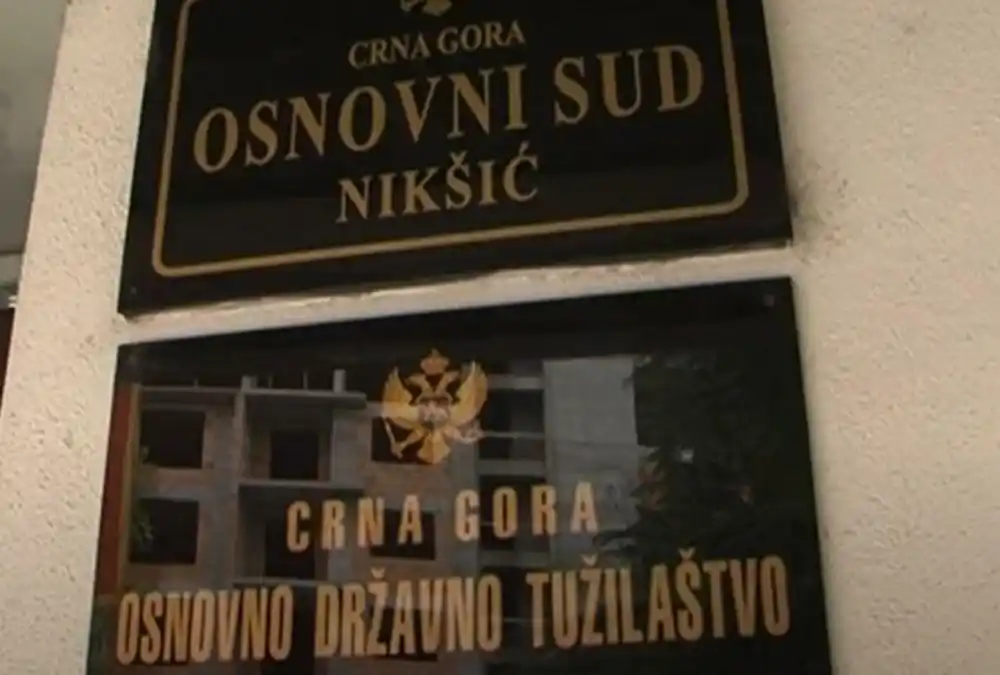 CRNA GORA
OSNOVNI SUD
NIKŠIĆ
CRNA GORA
OSNOVNO DRŽAVNO TUŽILAŠTVO